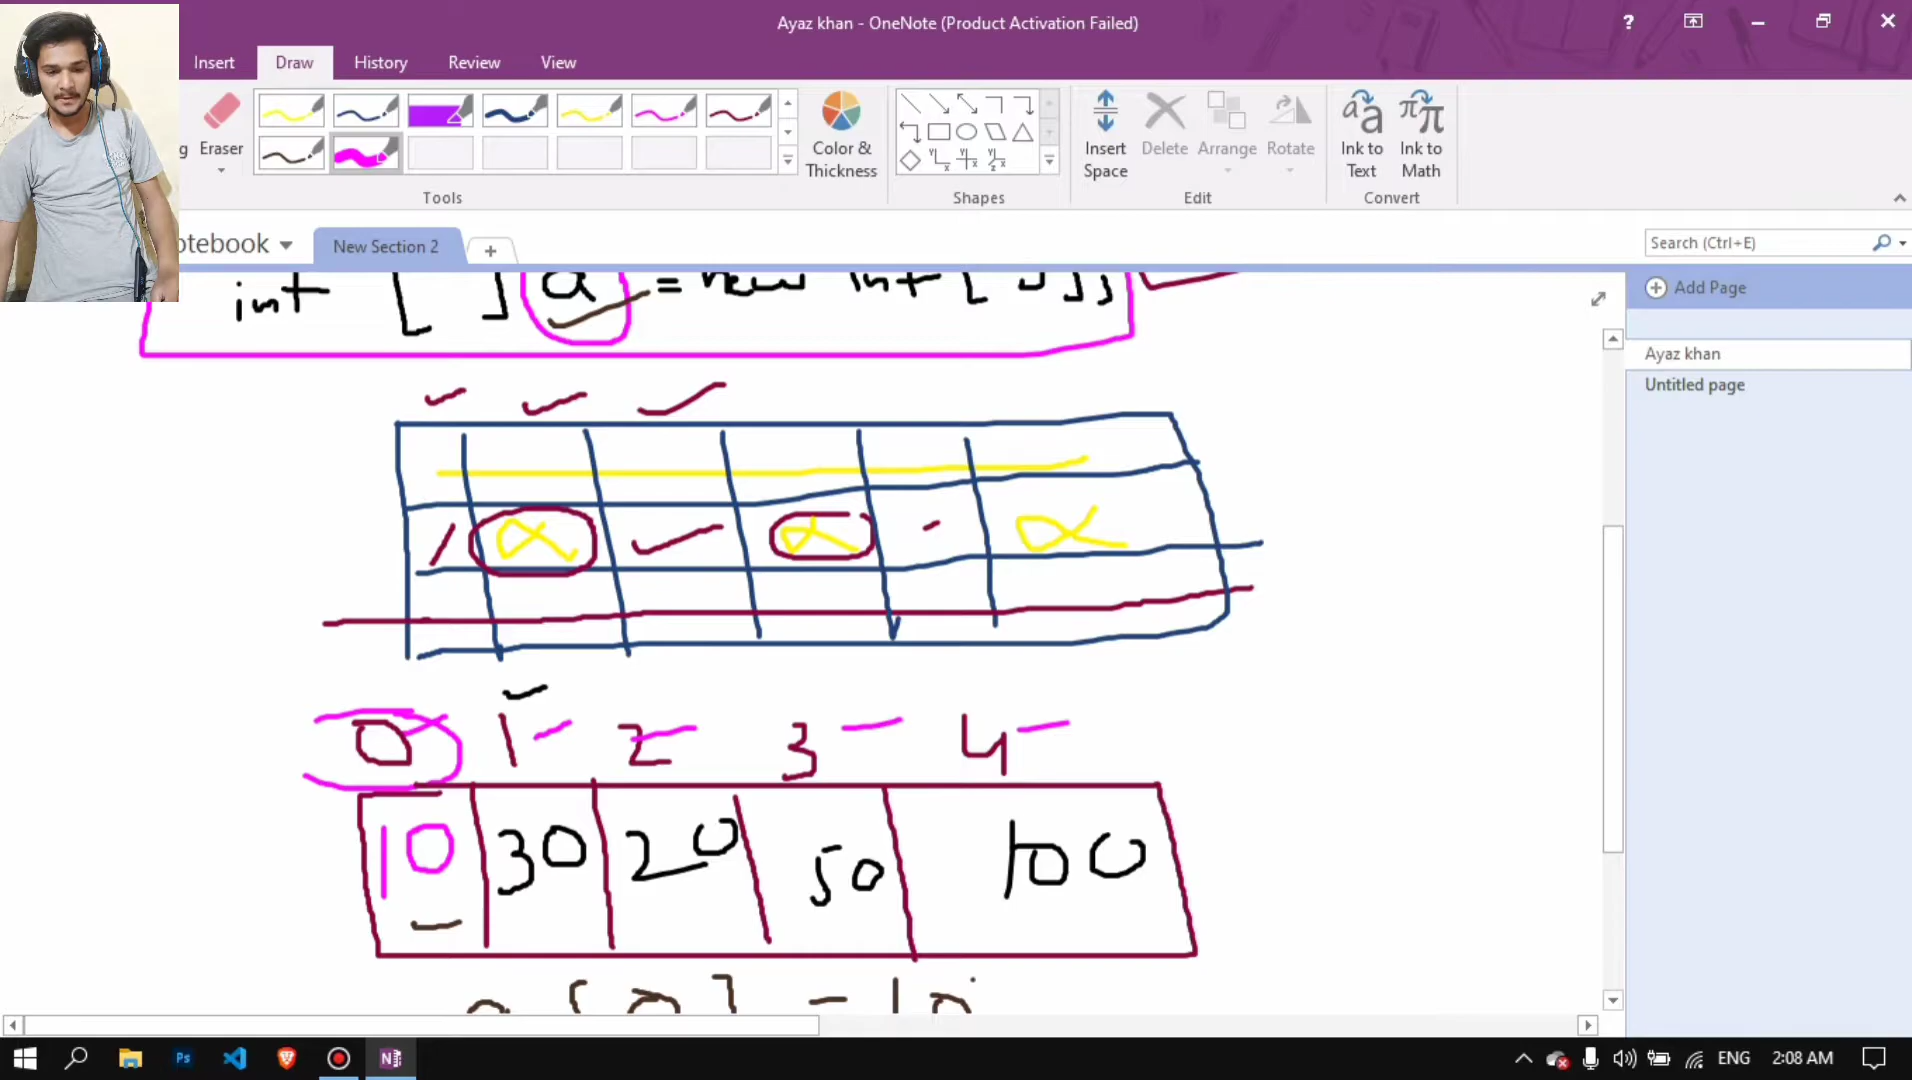 Ayaz khan - OneNote (Product Activation Failed)
Insert Draw History Review View
Eraser
Color & Thickness
Insert Space
Delete Arrange Rotate
Ink to Text
Ink to Math
Tools Shapes Edit Convert
otebook New Section 2
Search (Ctrl+E)
Add Page
Ayaz khan
Untitled page
int [ ] a = new int [ 5 ];
α α α
0 1 2 3 4
10 30 20 50 100
ENG 2:08 AM